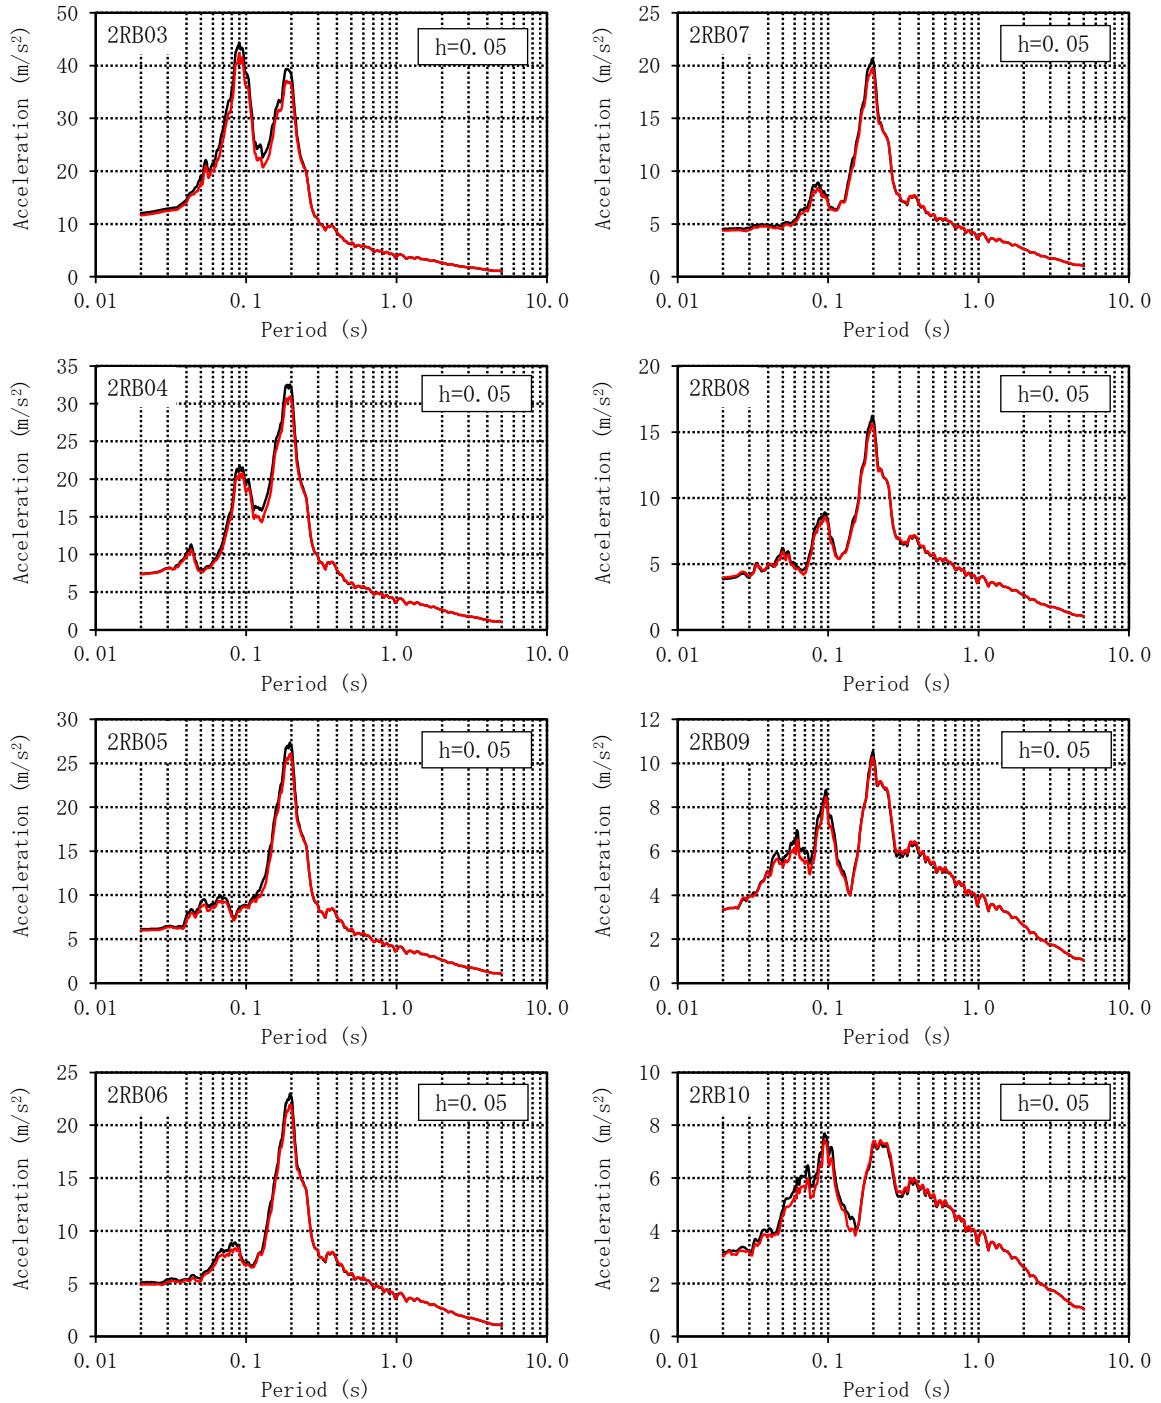 2RB03
h=0.05
Acceleration (m/s²)
50
40
30
20
10
0
0.01
0.1
1.0
10.0
Period (s)
2RB07
h=0.05
Acceleration (m/s²)
25
20
15
10
5
0
0.01
0.1
1.0
10.0
Period (s)
2RB04
h=0.05
Acceleration (m/s²)
35
30
25
20
15
10
5
0
0.01
0.1
1.0
10.0
Period (s)
2RB08
h=0.05
Acceleration (m/s²)
20
15
10
5
0
0.01
0.1
1.0
10.0
Period (s)
2RB05
h=0.05
Acceleration (m/s²)
30
25
20
15
10
5
0
0.01
0.1
1.0
10.0
Period (s)
2RB09
h=0.05
Acceleration (m/s²)
12
10
8
6
4
2
0
0.01
0.1
1.0
10.0
Period (s)
2RB06
h=0.05
Acceleration (m/s²)
25
20
15
10
5
0
0.01
0.1
1.0
10.0
Period (s)
2RB10
h=0.05
Acceleration (m/s²)
10
8
6
4
2
0
0.01
0.1
1.0
10.0
Period (s)